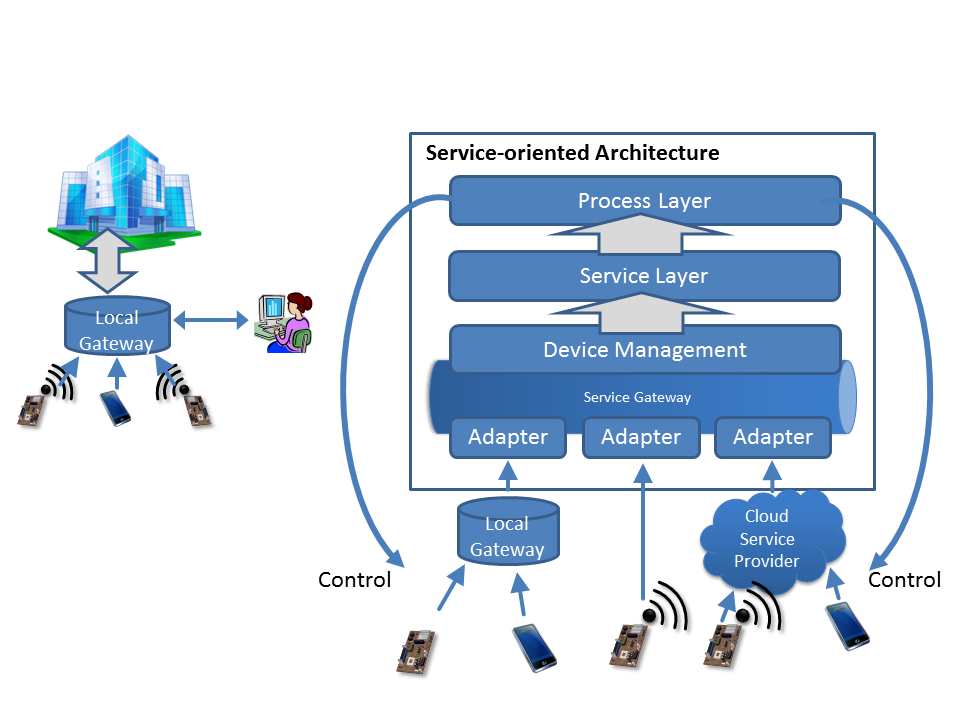 Service-oriented Architecture
Process Layer
Service Layer
Local
Gateway
Device Management
Service Gateway
Adapter
Adapter
Adapter
Local
Gateway
Cloud
Service
Provider
Control
Control